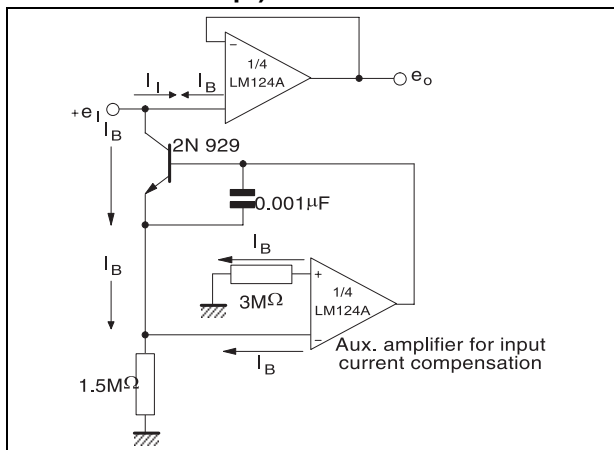 −
1/4
LM124A
e₀
I_I
I_B
+e_I
I_B
2N 929
0.001µF
I_B
I_B
+
1/4
LM124A
−
3MΩ
I_B
Aux. amplifier for input
current compensation
1.5MΩ